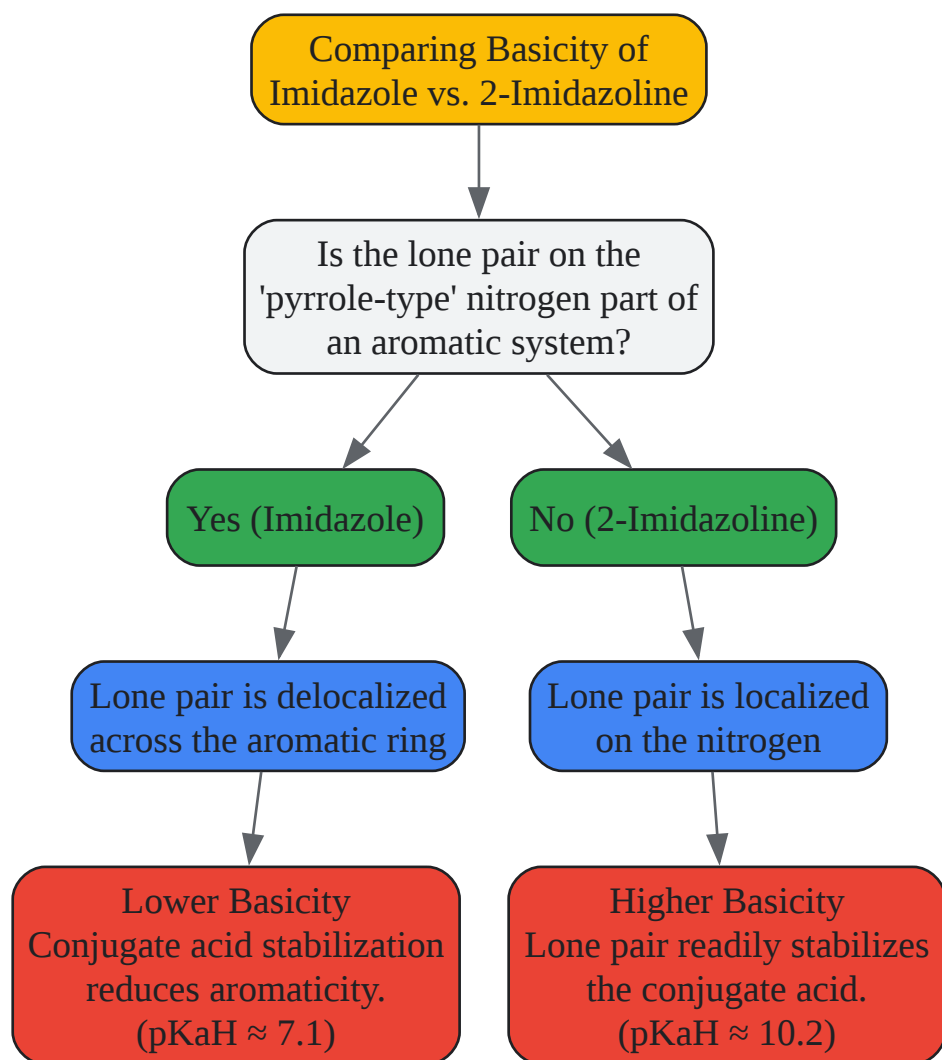 Comparing Basicity of
Imidazole vs. 2-Imidazoline
Is the lone pair on the
'pyrrole-type' nitrogen part of
an aromatic system?
Yes (Imidazole)
No (2-Imidazoline)
Lone pair is delocalized
across the aromatic ring
Lone pair is localized
on the nitrogen
Lower Basicity
Conjugate acid stabilization
reduces aromaticity.
(pKaH ≈ 7.1)
Higher Basicity
Lone pair readily stabilizes
the conjugate acid.
(pKaH ≈ 10.2)